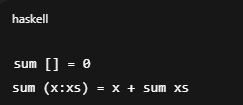 haskell
sum [] = 0
sum (x:xs) = x + sum xs